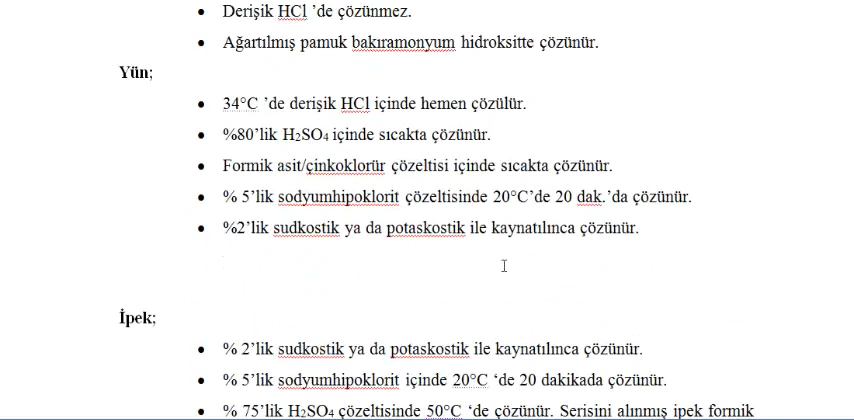 • Derişik HCl ’de çözünmez.
• Ağartılmış pamuk bakıramonyum hidroksitte çözünür.
Yün;
• 34°C ’de derişik HCl içinde hemen çözülür.
• %80’lik H₂SO₄ içinde sıcakta çözünür.
• Formik asit/çinkoklorür çözeltisi içinde sıcakta çözünür.
• % 5’lik sodyumhipoklorit çözeltisinde 20°C’de 20 dak.’da çözünür.
• %2’lik sudkostik ya da potaskostik ile kaynatılınca çözünür.
İpek;
• % 2’lik sudkostik ya da potaskostik ile kaynatılınca çözünür.
• % 5’lik sodyumhipoklorit içinde 20°C ‘de 20 dakikada çözünür.
• % 75’lik H₂SO₄ çözeltisinde 50°C ‘de çözünür. Serisini alınmış ipek formik